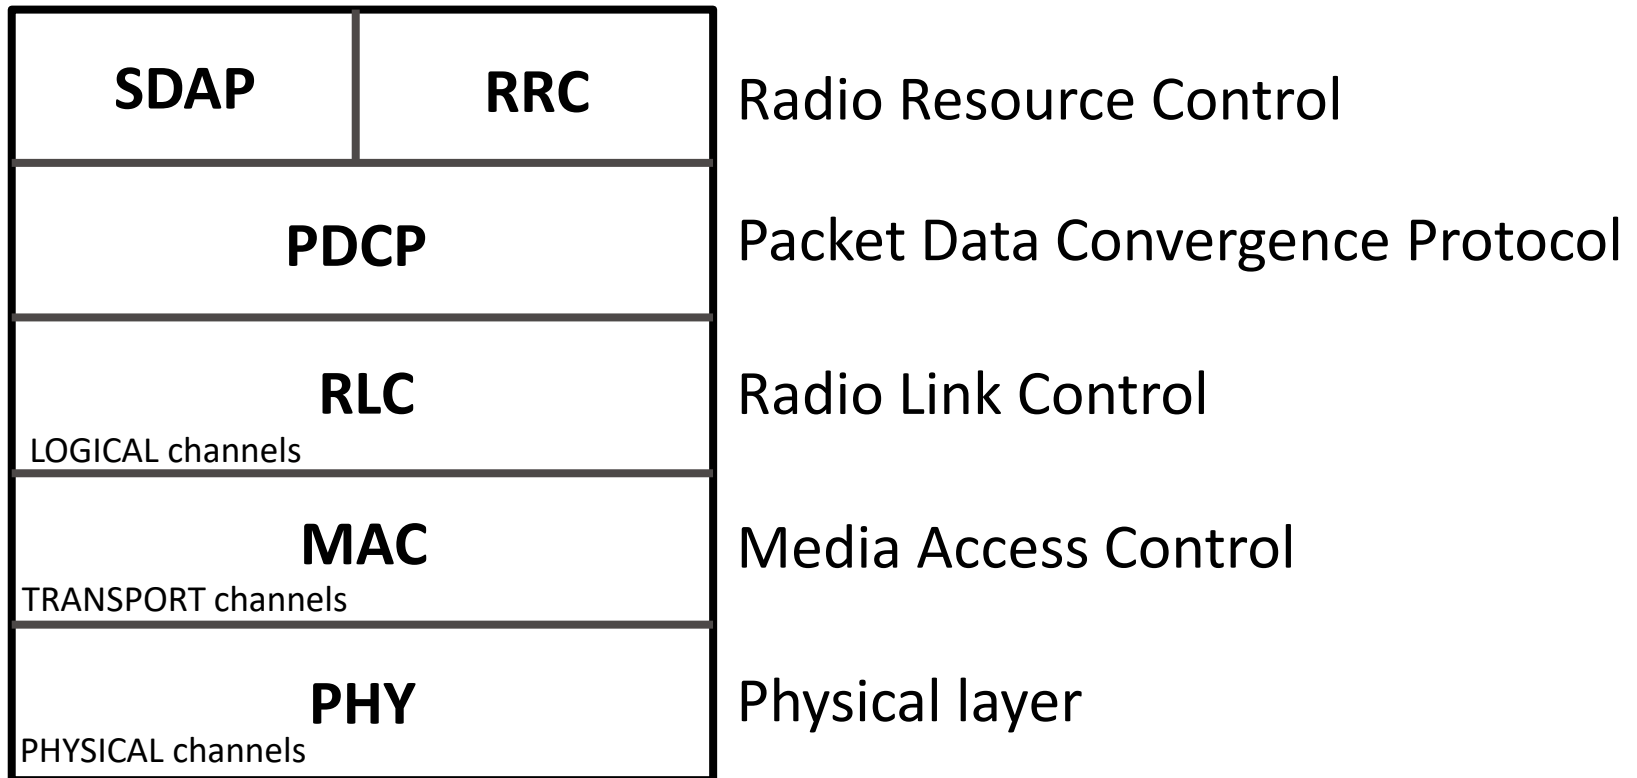 SDAP RRC Radio Resource Control
PDCP Packet Data Convergence Protocol
RLC Radio Link Control
LOGICAL channels
MAC Media Access Control
TRANSPORT channels
PHY Physical layer
PHYSICAL channels